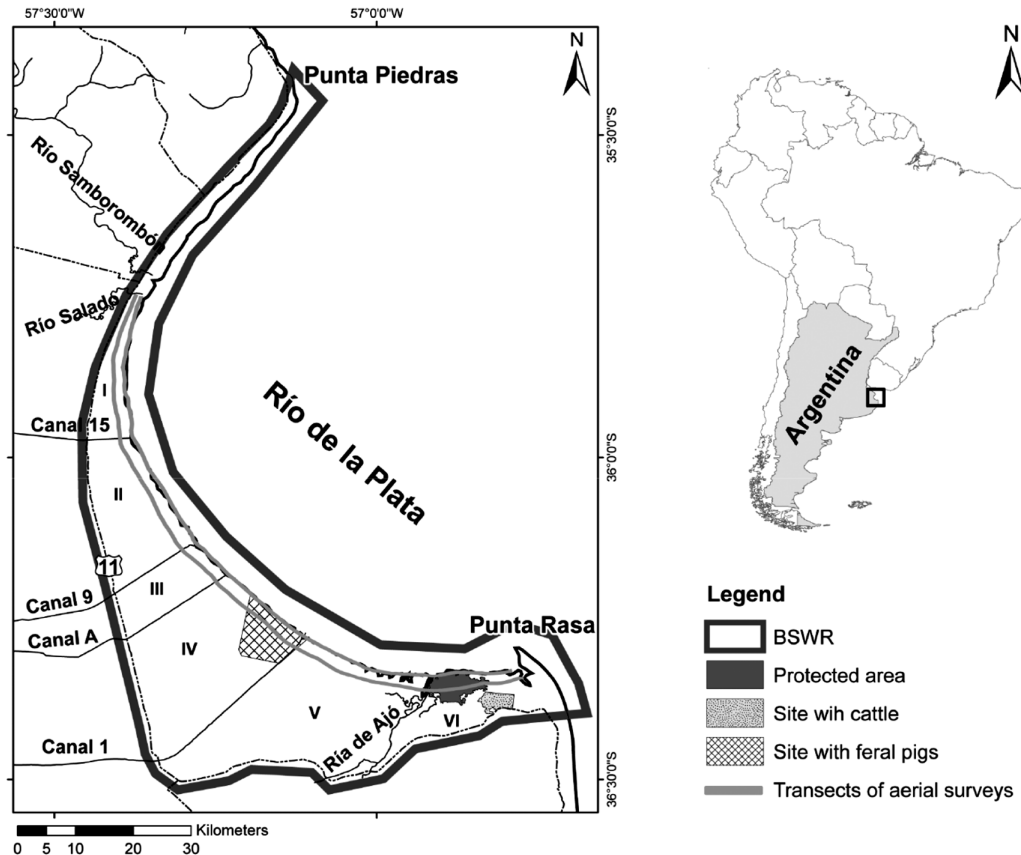 57°30'0"W
57°0'0"W
N
N
Punta Piedras
35°30'0"S
Río Samborombón
Río Salado
I
Canal 15
Río de la Plata
36°0'0"S
Argentina
II
11
III
Canal 9
Canal A
IV
Punta Rasa
V
VI
Ría de Ajó
Canal 1
36°30'0"S
Kilometers
0 5 10 20 30
Legend
BSWR
Protected area
Site wih cattle
Site with feral pigs
Transects of aerial surveys